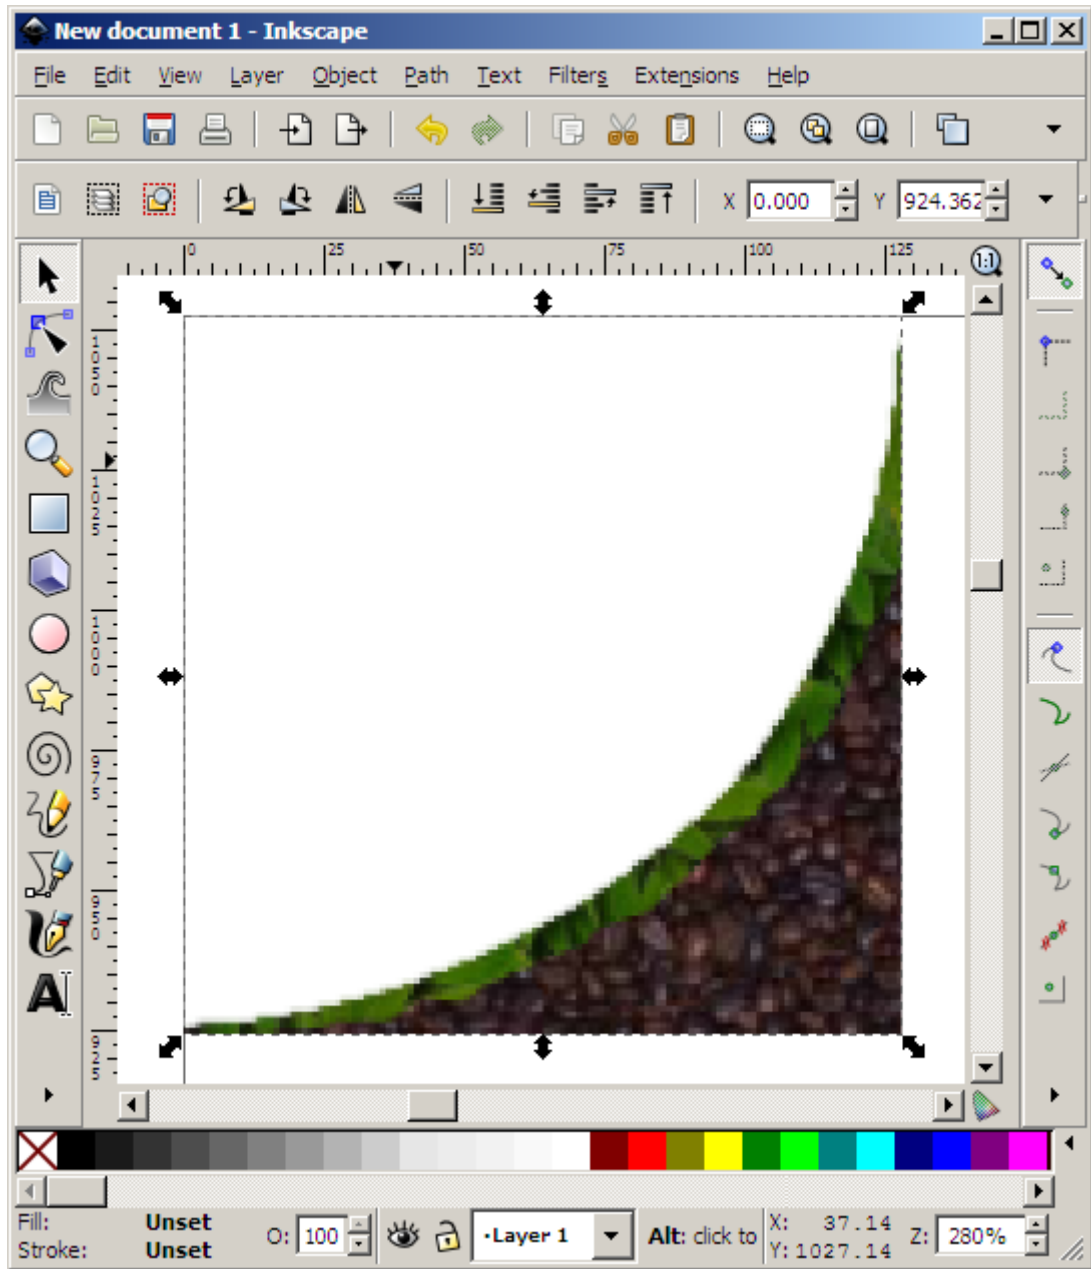 New document 1 - Inkscape
File Edit View Layer Object Path Text Filters Extensions Help
X 0.000 Y 924.362
0 25 50 75 100 125
1:1
1050
1025
1000
975
950
925
A
Fill: Unset
Stroke: Unset
O: 100
·Layer 1
Alt: click to
X: 37.14
Y: 1027.14
Z: 280%